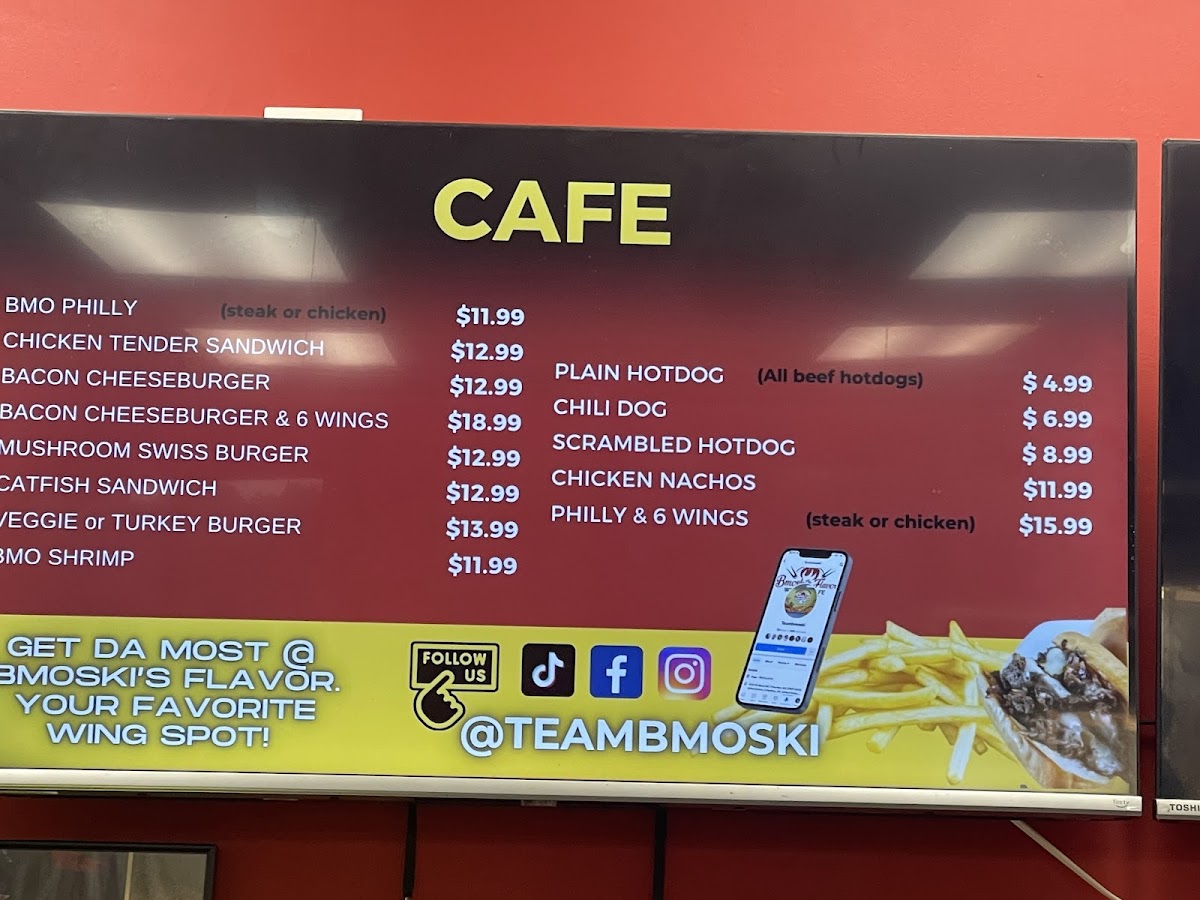 CAFE
BMO PHILLY (steak or chicken) $11.99
CHICKEN TENDER SANDWICH $12.99
BACON CHEESEBURGER $12.99
BACON CHEESEBURGER & 6 WINGS $18.99
MUSHROOM SWISS BURGER $12.99
CATFISH SANDWICH $12.99
VEGGIE or TURKEY BURGER $13.99
BMO SHRIMP $11.99
PLAIN HOTDOG (All beef hotdogs) $ 4.99
CHILI DOG $ 6.99
SCRAMBLED HOTDOG $ 8.99
CHICKEN NACHOS $11.99
PHILLY & 6 WINGS (steak or chicken) $15.99
GET DA MOST @
BMOSKI'S FLAVOR.
YOUR FAVORITE
WING SPOT!
FOLLOW
US
@TEAMBMOSKI